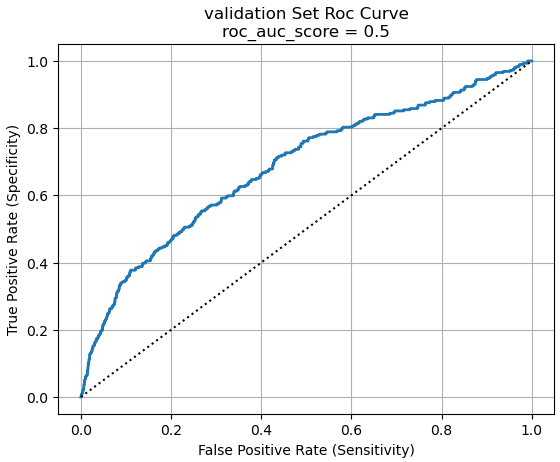 validation Set Roc Curve
roc_auc_score = 0.5
True Positive Rate (Specificity)
1.0
0.8
0.6
0.4
0.2
0.0
0.0 0.2 0.4 0.6 0.8 1.0
False Positive Rate (Sensitivity)